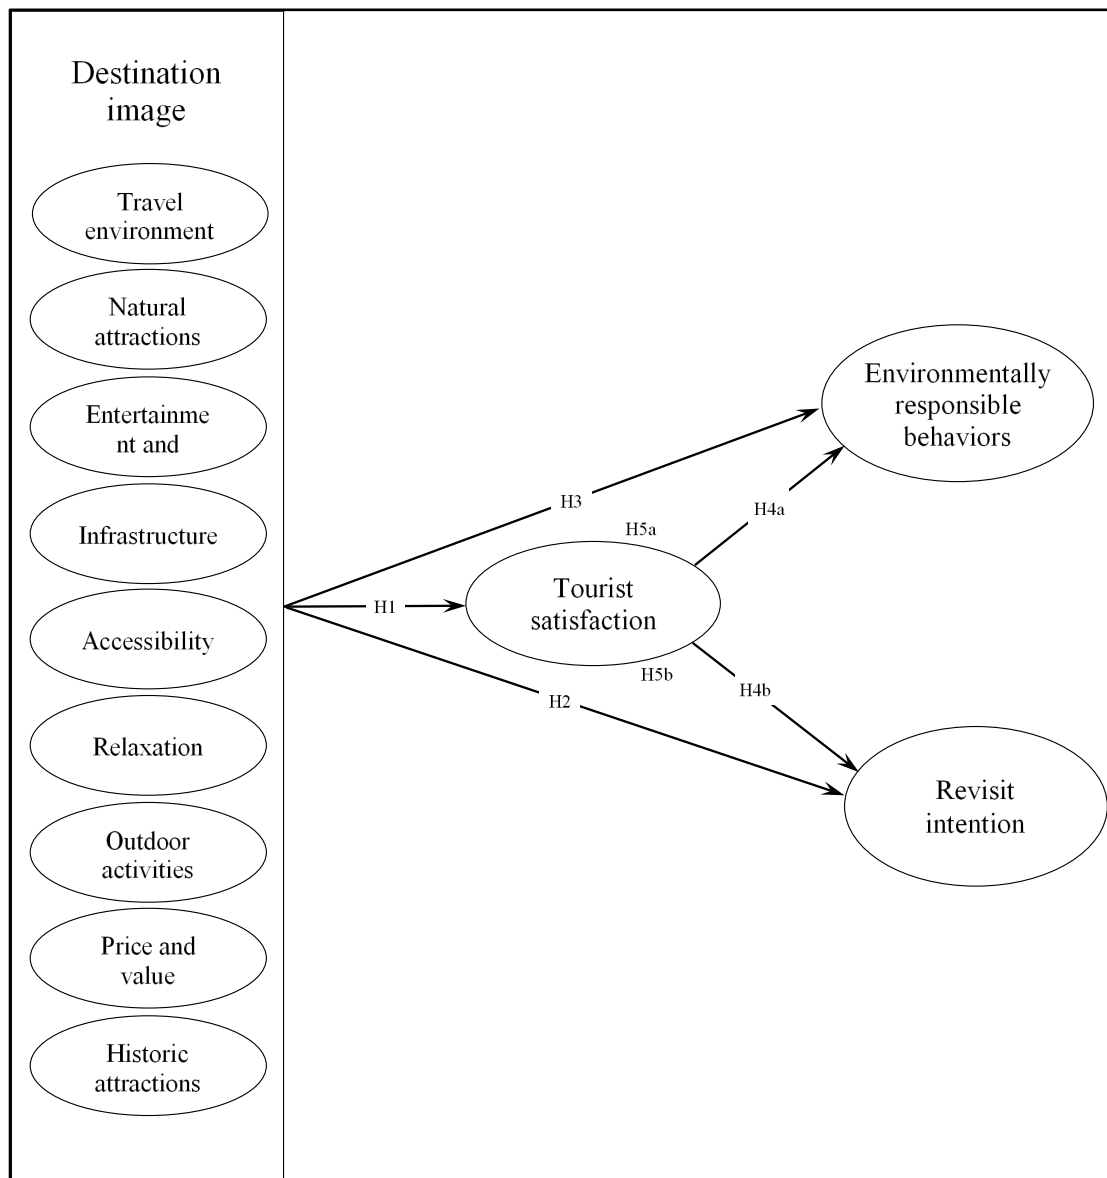 Destination
image
Travel
environment
Natural
attractions
Entertainme
nt and
Infrastructure
Accessibility
Relaxation
Outdoor
activities
Price and
value
Historic
attractions
H3
H1
H2
H5a
Tourist
satisfaction
H5b
H4a
H4b
Environmentally
responsible
behaviors
Revisit
intention